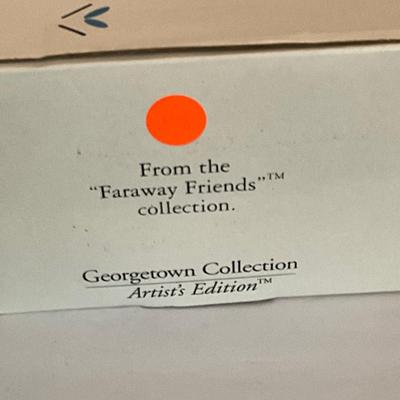 From the
"Faraway Friends"™
collection.
Georgetown Collection
Artist's Edition™